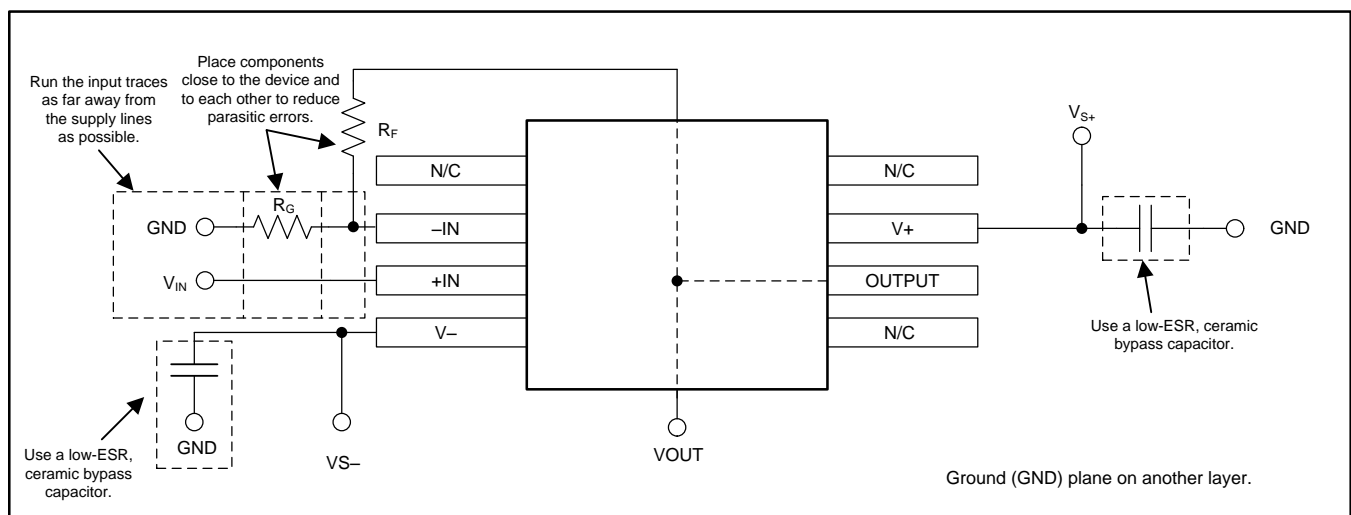 Run the input traces
as far away from
the supply lines
as possible.
Place components
close to the device and
to each other to reduce
parasitic errors.
RF
N/C
RG
GND
–IN
VIN
+IN
V–
GND
Use a low-ESR,
ceramic bypass
capacitor.
VS–
VOUT
N/C
V+
OUTPUT
N/C
VS+
GND
Use a low-ESR, ceramic
bypass capacitor.
Ground (GND) plane on another layer.